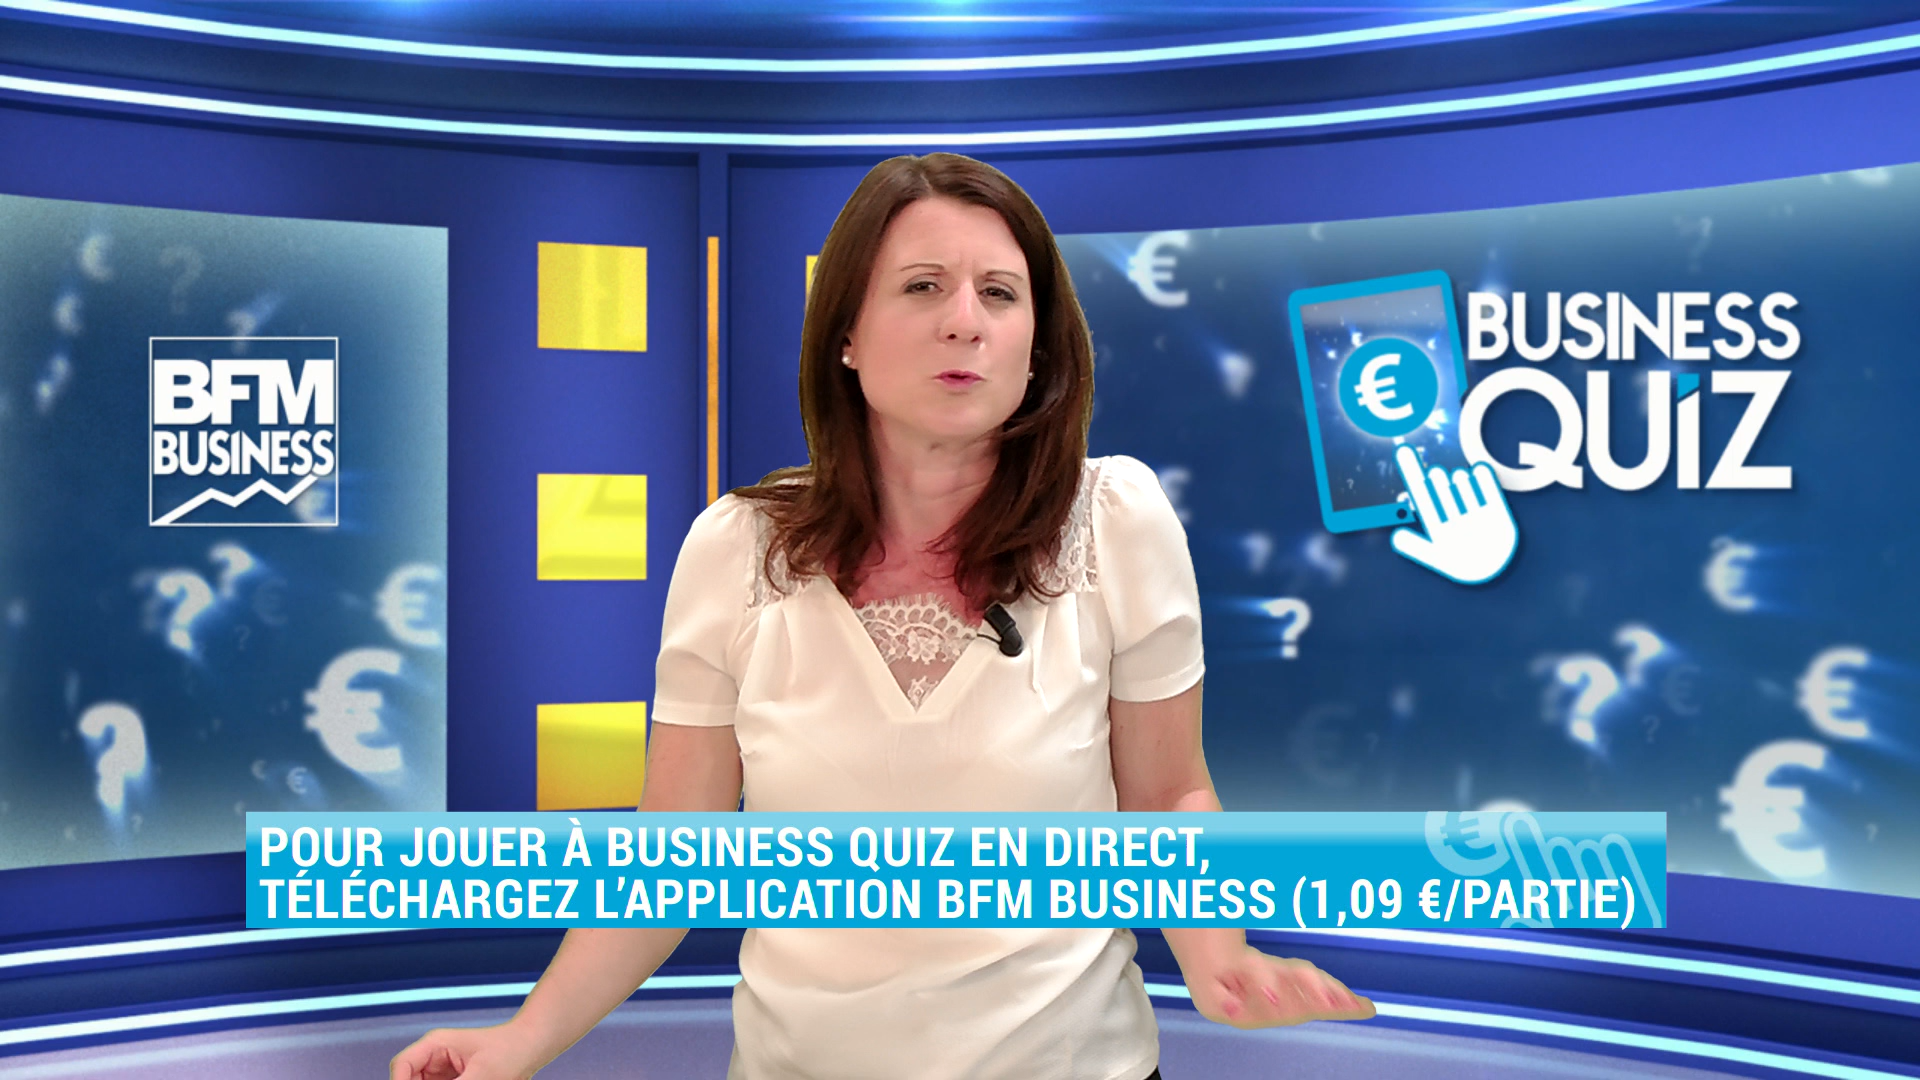 BFM
BUSINESS
€
BUSINESS
QUIZ
POUR JOUER À BUSINESS QUIZ EN DIRECT,
TÉLÉCHARGEZ L’APPLICATION BFM BUSINESS (1,09 €/PARTIE)